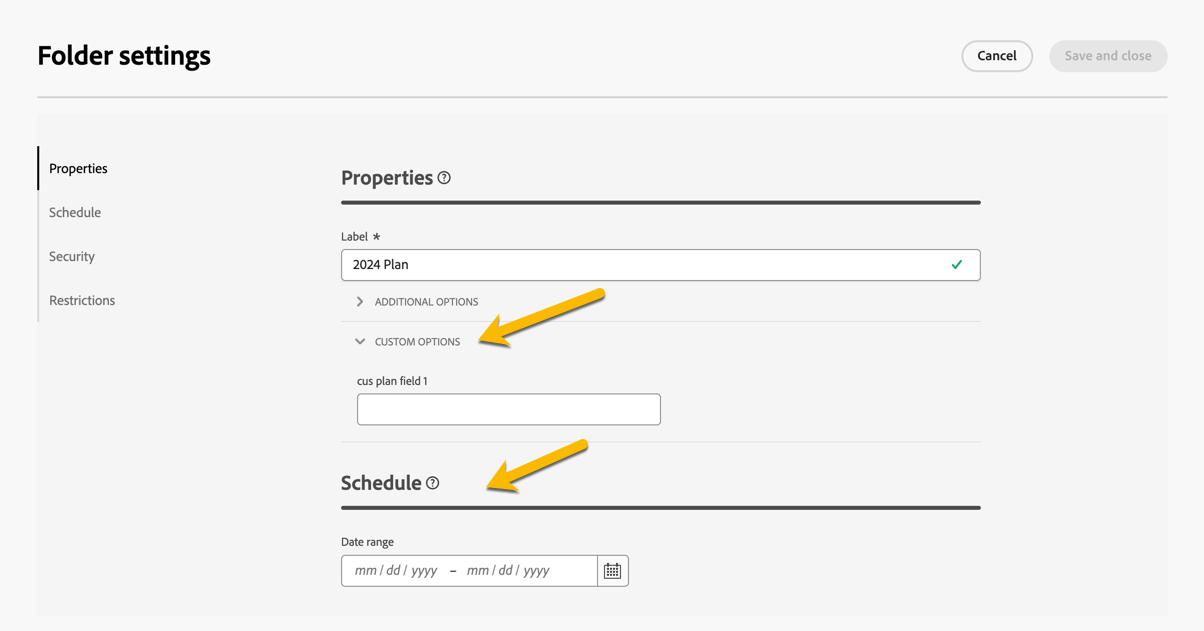 Folder settings
Cancel
Save and close
Properties
Schedule
Security
Restrictions
Properties
Label *
2024 Plan
ADDITIONAL OPTIONS
CUSTOM OPTIONS
cus plan field 1
Schedule
Date range
mm / dd / yyyy – mm / dd / yyyy